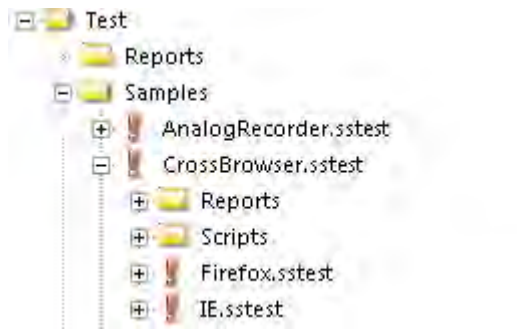 Test
Reports
Samples
AnalogRecorder.sstest
CrossBrowser.sstest
Reports
Scripts
Firefox.sstest
IE.sstest